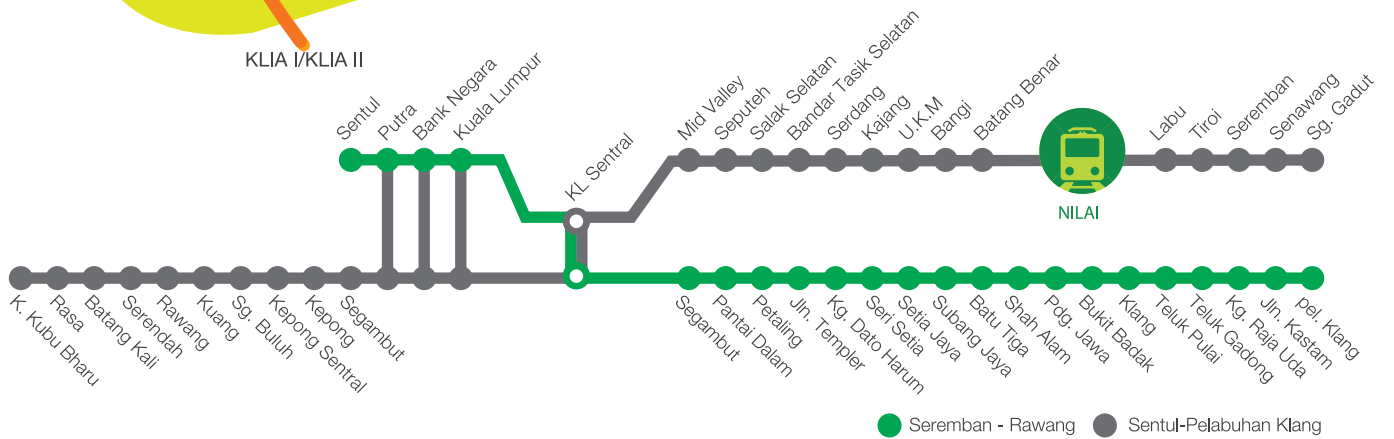 KLIA I/KLIA II
Sentul
Putra
Bank Negara
Kuala Lumpur
KL Sentral
Mid Valley
Seputeh
Salak Selatan
Bandar Tasik Selatan
Serdang
Kajang
U.K.M
Bangi
Batang Benar
NILAI
Labu
Tiroi
Seremban
Senawang
Sg. Gadut
K. Kubu Bharu
Rasa
Batang Kali
Serendah
Rawang
Kuang
Sg. Buluh
Kepong Sentral
Kepong
Segambut
Segambut
Pantai Dalam
Petaling
Jln. Templer
Kg. Dato Harum
Seri Setia
Setia Jaya
Subang Jaya
Batu Tiga
Shah Alam
Pdg. Jawa
Bukit Badak
Klang
Teluk Pulai
Teluk Gadong
Kg. Raja Uda
Jln. Kastam
pel. Klang
Seremban - Rawang
Sentul-Pelabuhan Klang